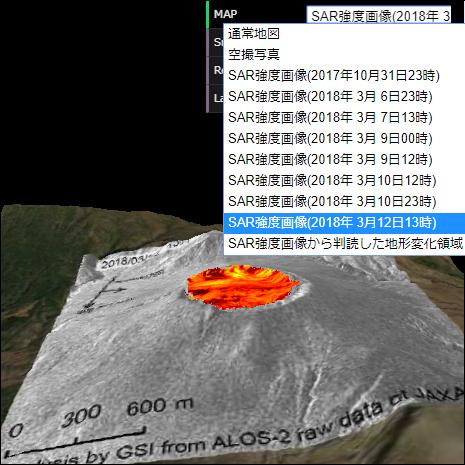 MAP
SAR強度画像(2018年 3
通常地図
空撮写真
SAR強度画像(2017年10月31日23時)
SAR強度画像(2018年 3月 6日23時)
SAR強度画像(2018年 3月 7日13時)
SAR強度画像(2018年 3月 9日00時)
SAR強度画像(2018年 3月 9日12時)
SAR強度画像(2018年 3月10日12時)
SAR強度画像(2018年 3月10日23時)
SAR強度画像(2018年 3月12日13時)
SAR強度画像から判読した地形変化領域
2018/03/
0 300 600 m
by GSI from ALOS-2 raw data of JAXA